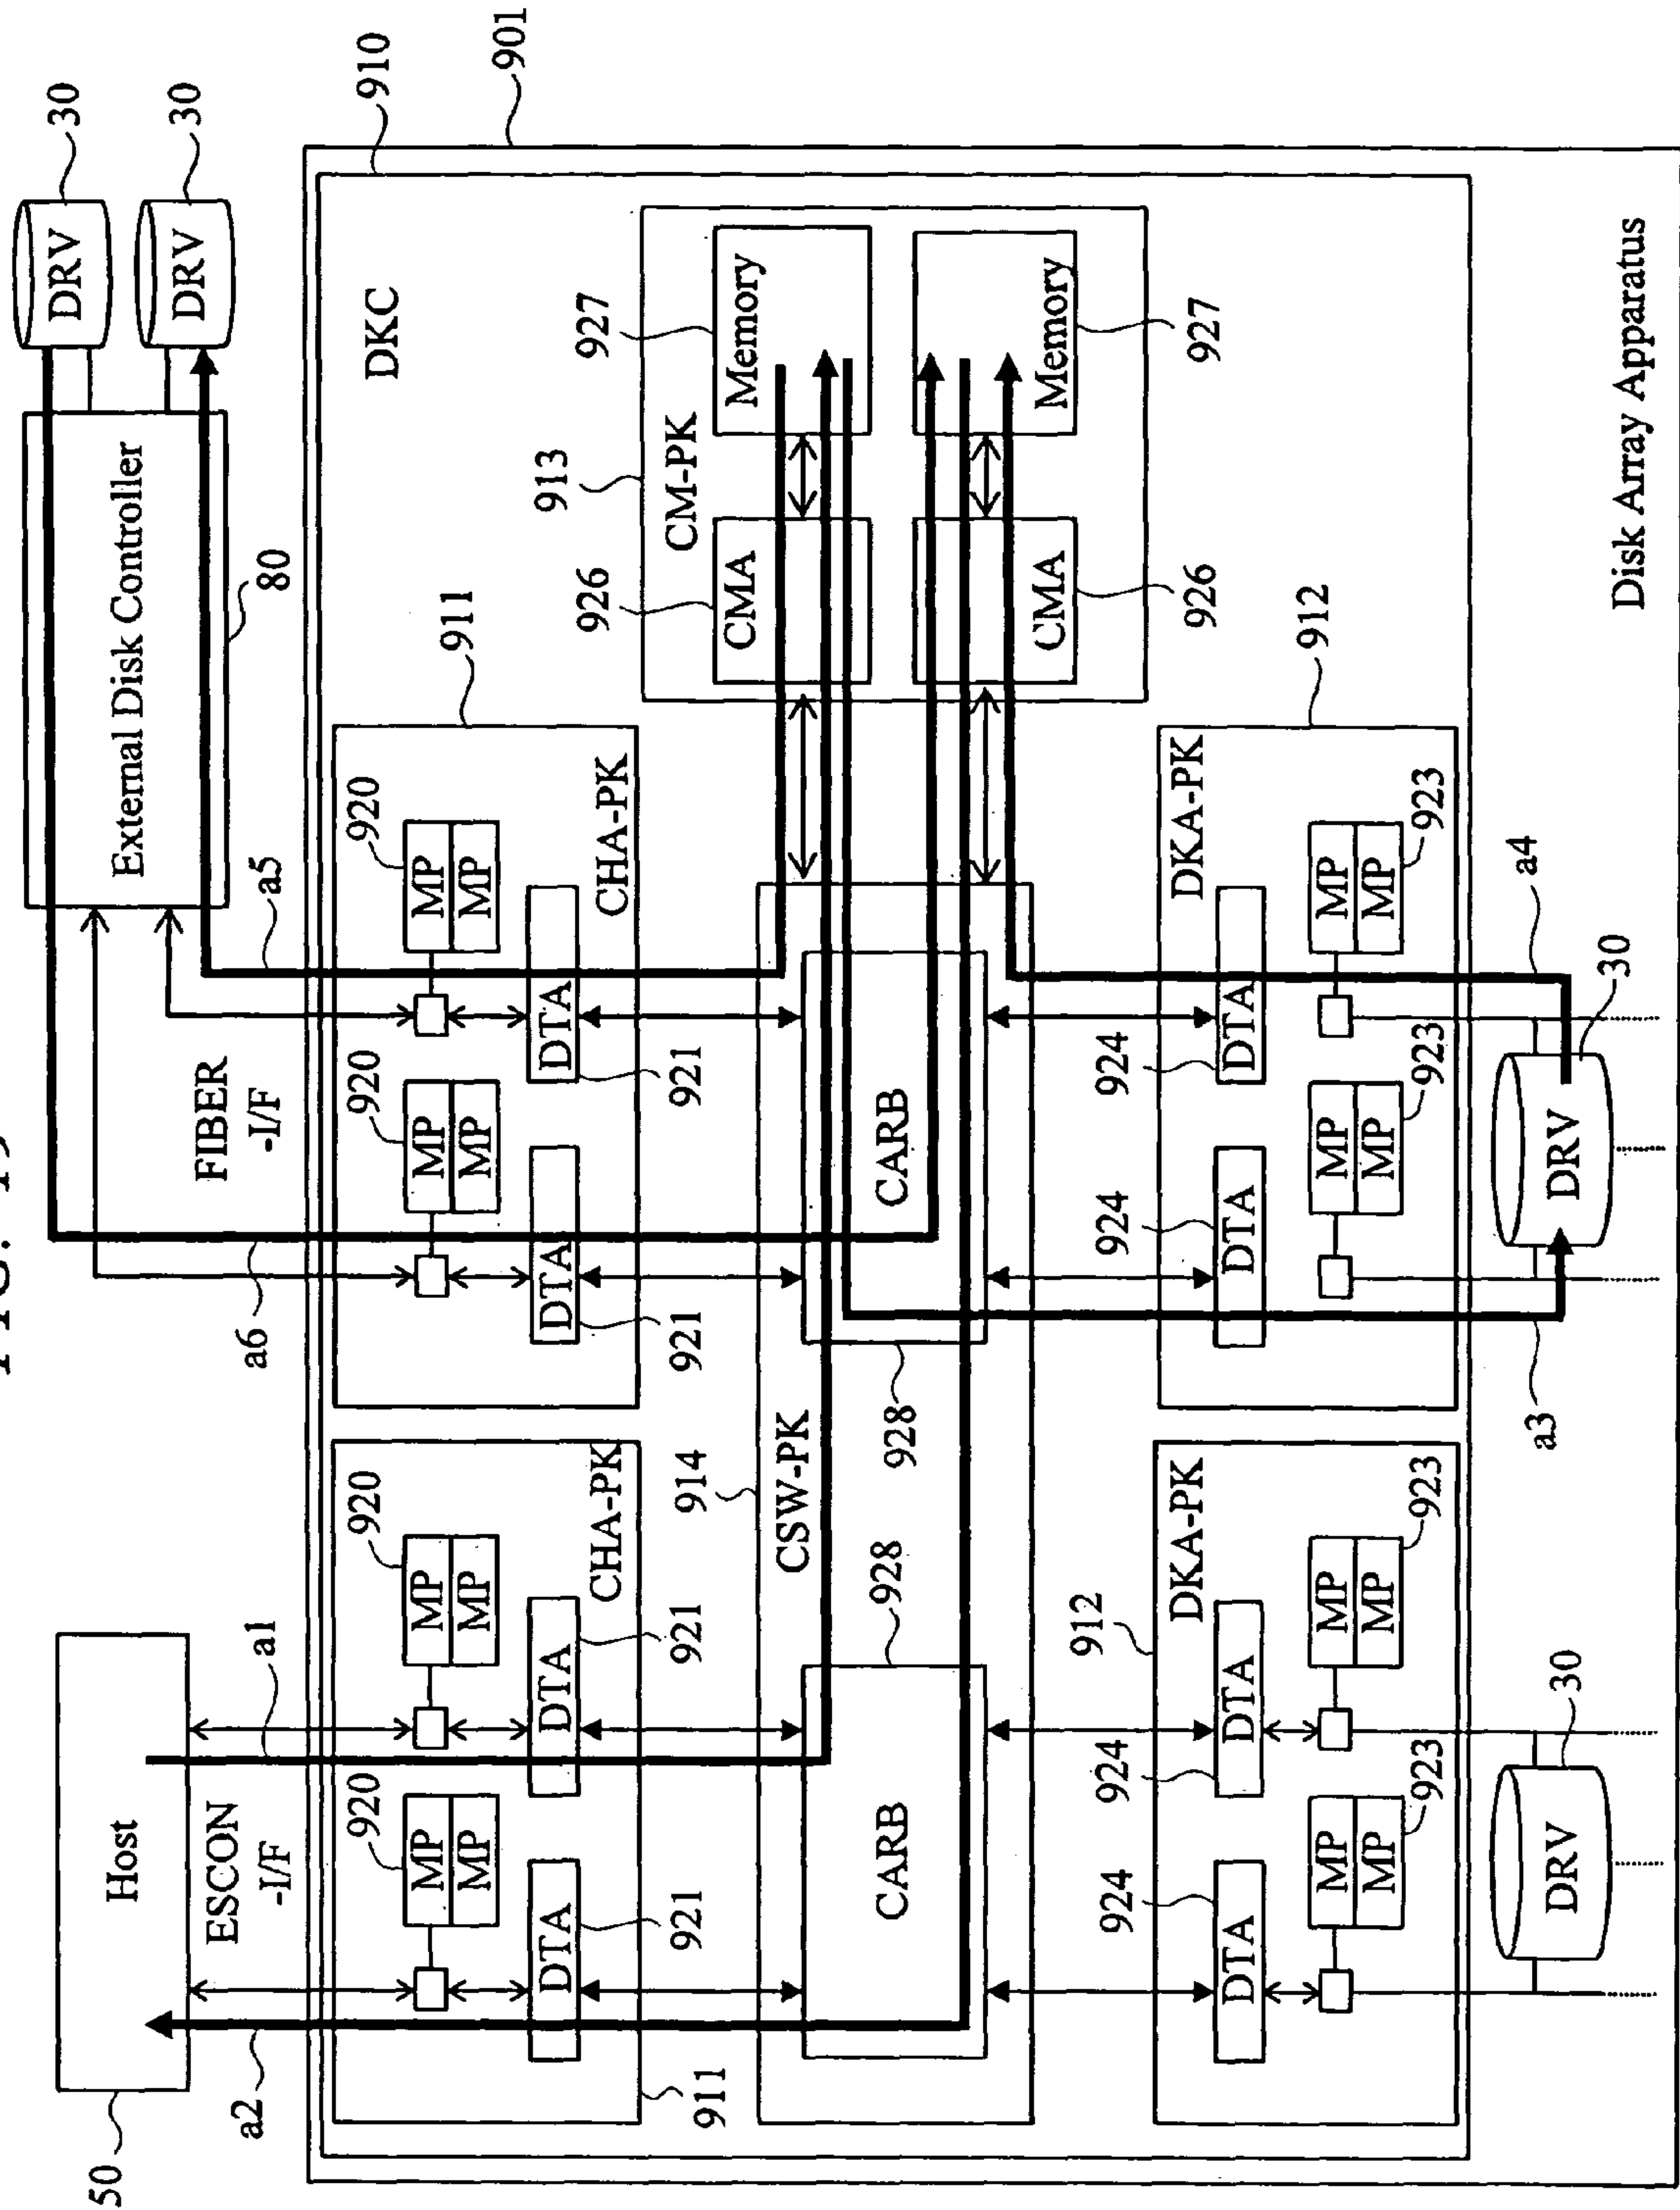 FIG. 19
50
Host
a2
a1
ESCON
-I/F
External Disk Controller
80
DRV
30
DRV
30
a6
a5
FIBER
-I/F
910
901
DKC
911
920
MP
MP
920
MP
MP
DTA
921
DTA
921
CHA-PK
911
920
MP
MP
920
MP
MP
DTA
921
DTA
921
CHA-PK
914
CSW-PK
CARB
928
CARB
928
913
CM-PK
926
CMA
927
Memory
CMA
926
Memory
927
912
DKA-PK
924
DTA
924
DTA
MP
MP
923
MP
MP
923
912
DKA-PK
924
DTA
924
DTA
MP
MP
923
MP
MP
923
DRV
30
a3
DRV
30
a4
Disk Array Apparatus